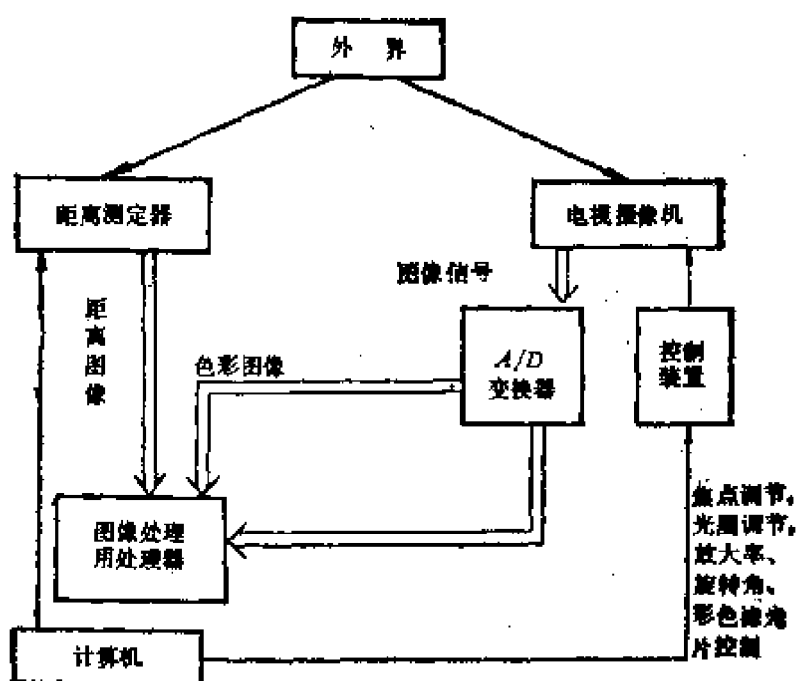 外 界
距离测定器
电视摄像机
图像信号
距
离
图
像
色彩图像
A/D
变换器
控制
装置
图像处理
用处理器
焦点调节,
光圈调节,
放大率、
旋转角、
彩色滤光
片控制
计算机